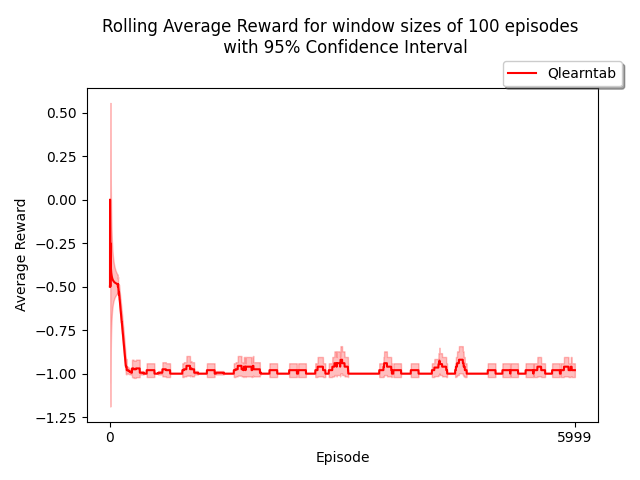 Rolling Average Reward for window sizes of 100 episodes
with 95% Confidence Interval
Qlearntab
0.50
0.25
0.00
−0.25
−0.50
−0.75
−1.00
−1.25
Average Reward
0
5999
Episode